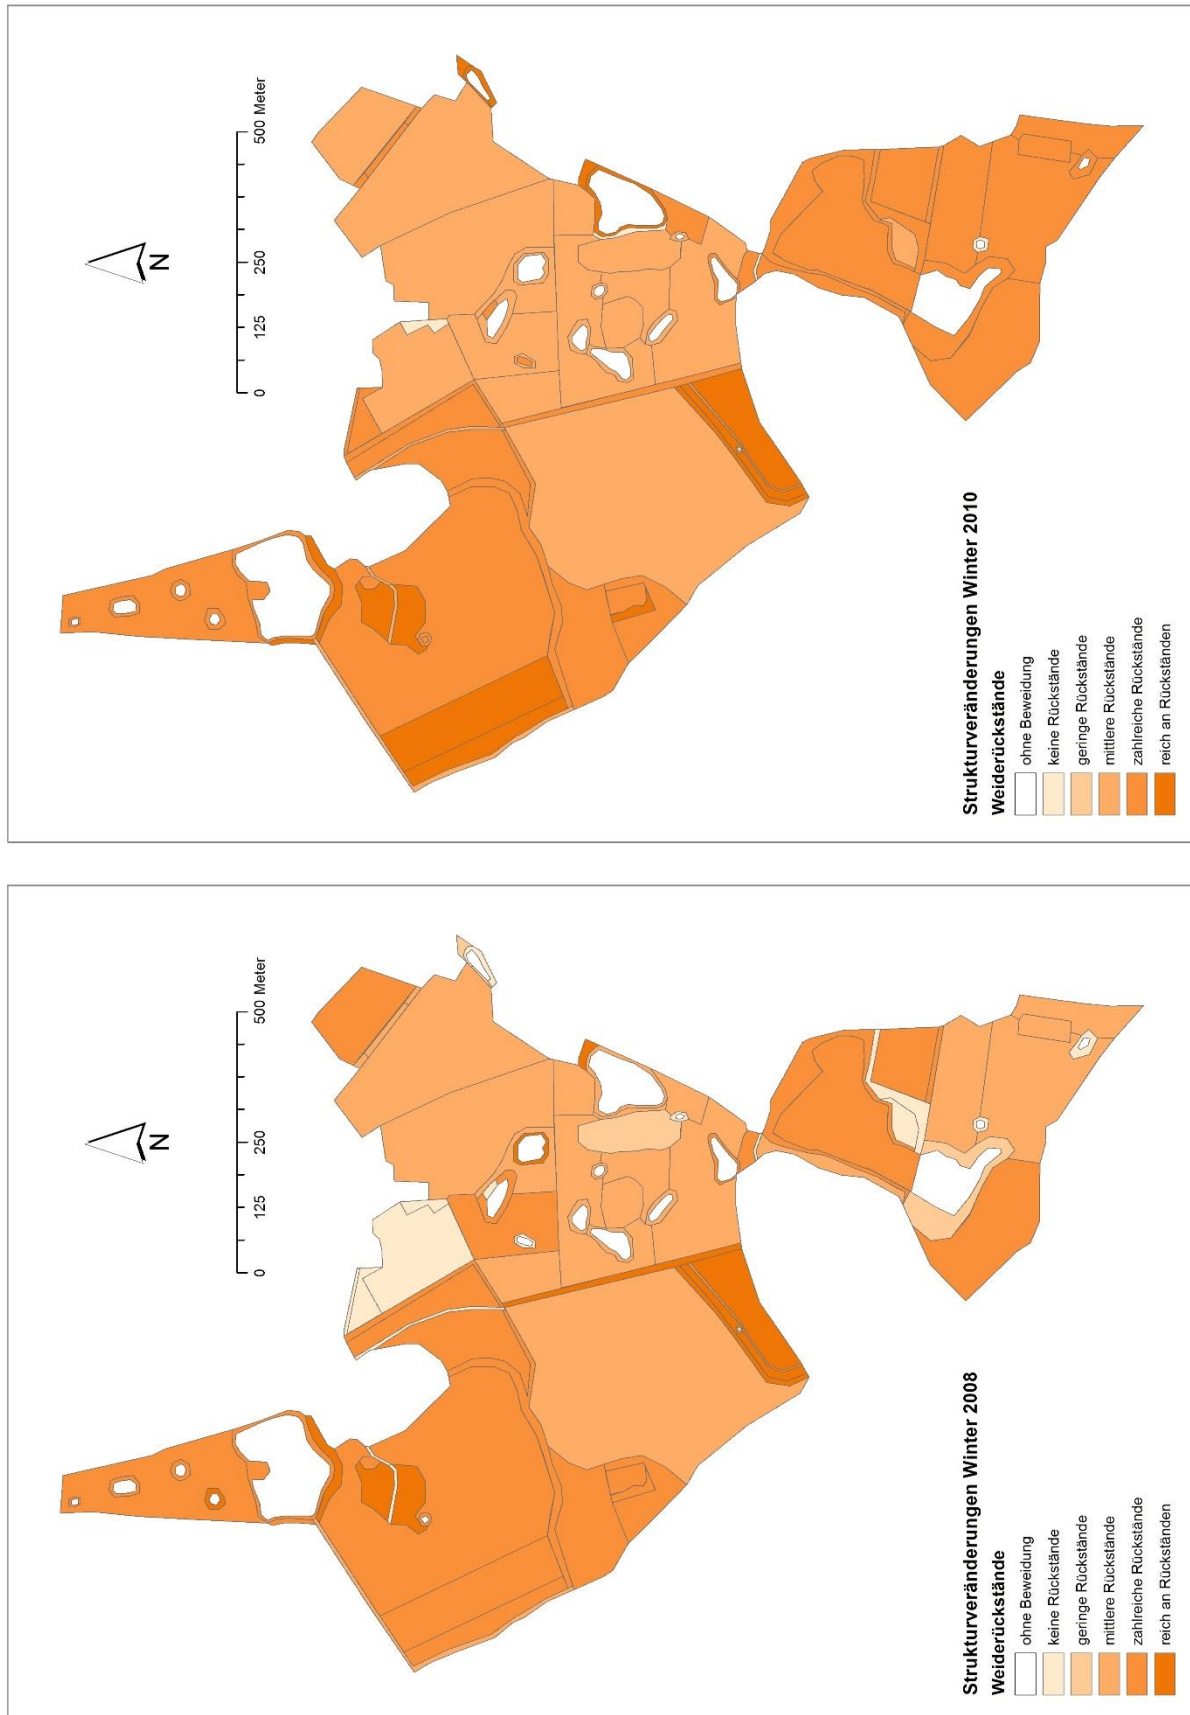 500 Meter
250
125
0
N
Strukturveränderungen Winter 2010
Weiderückstände
ohne Beweidung
keine Rückstände
geringe Rückstände
mittlere Rückstände
zahlreiche Rückstände
reich an Rückständen
500 Meter
250
125
0
N
Strukturveränderungen Winter 2008
Weiderückstände
ohne Beweidung
keine Rückstände
geringe Rückstände
mittlere Rückstände
zahlreiche Rückstände
reich an Rückständen